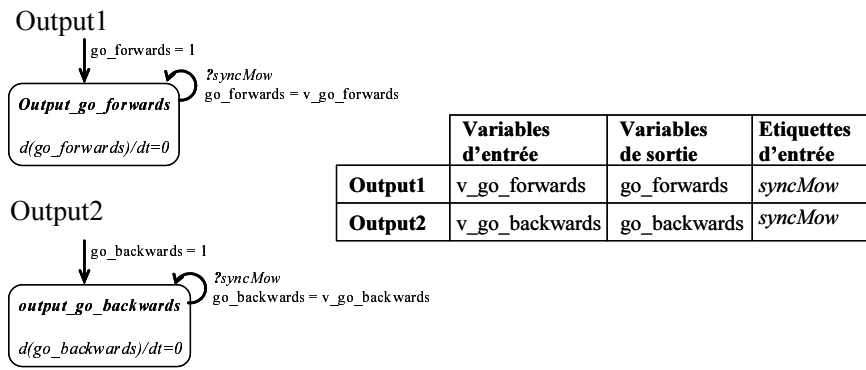 Output1
go_forwards = 1
?syncMow
go_forwards = v_go_forwards
Output_go_forwards
d(go_forwards)/dt=0
Output2
go_backwards = 1
?syncMow
go_backwards = v_go_backwards
output_go_backwards
d(go_backwards)/dt=0
Variables d'entrée Variables de sortie Etiquettes d'entrée
Output1 v_go_forwards go_forwards syncMow
Output2 v_go_backwards go_backwards syncMow